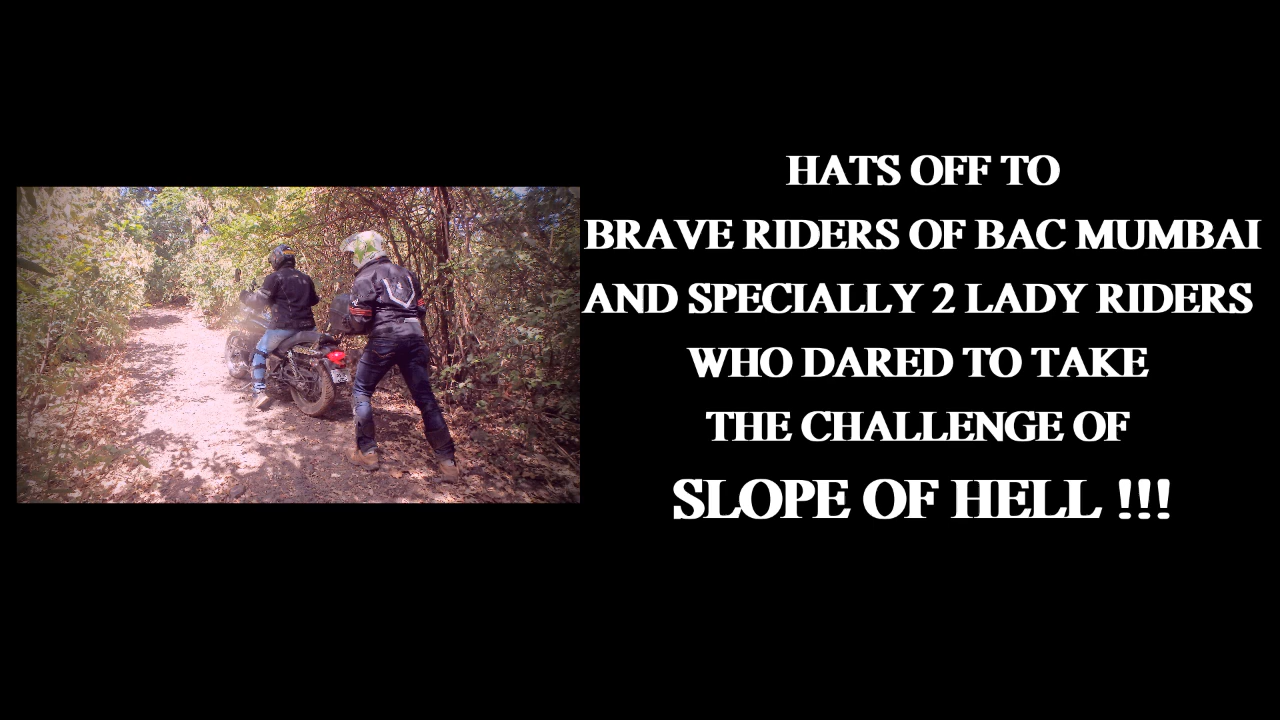 HATS OFF TO
BRAVE RIDERS OF BAC MUMBAI
AND SPECIALLY 2 LADY RIDERS
WHO DARED TO TAKE
THE CHALLENGE OF
SLOPE OF HELL !!!